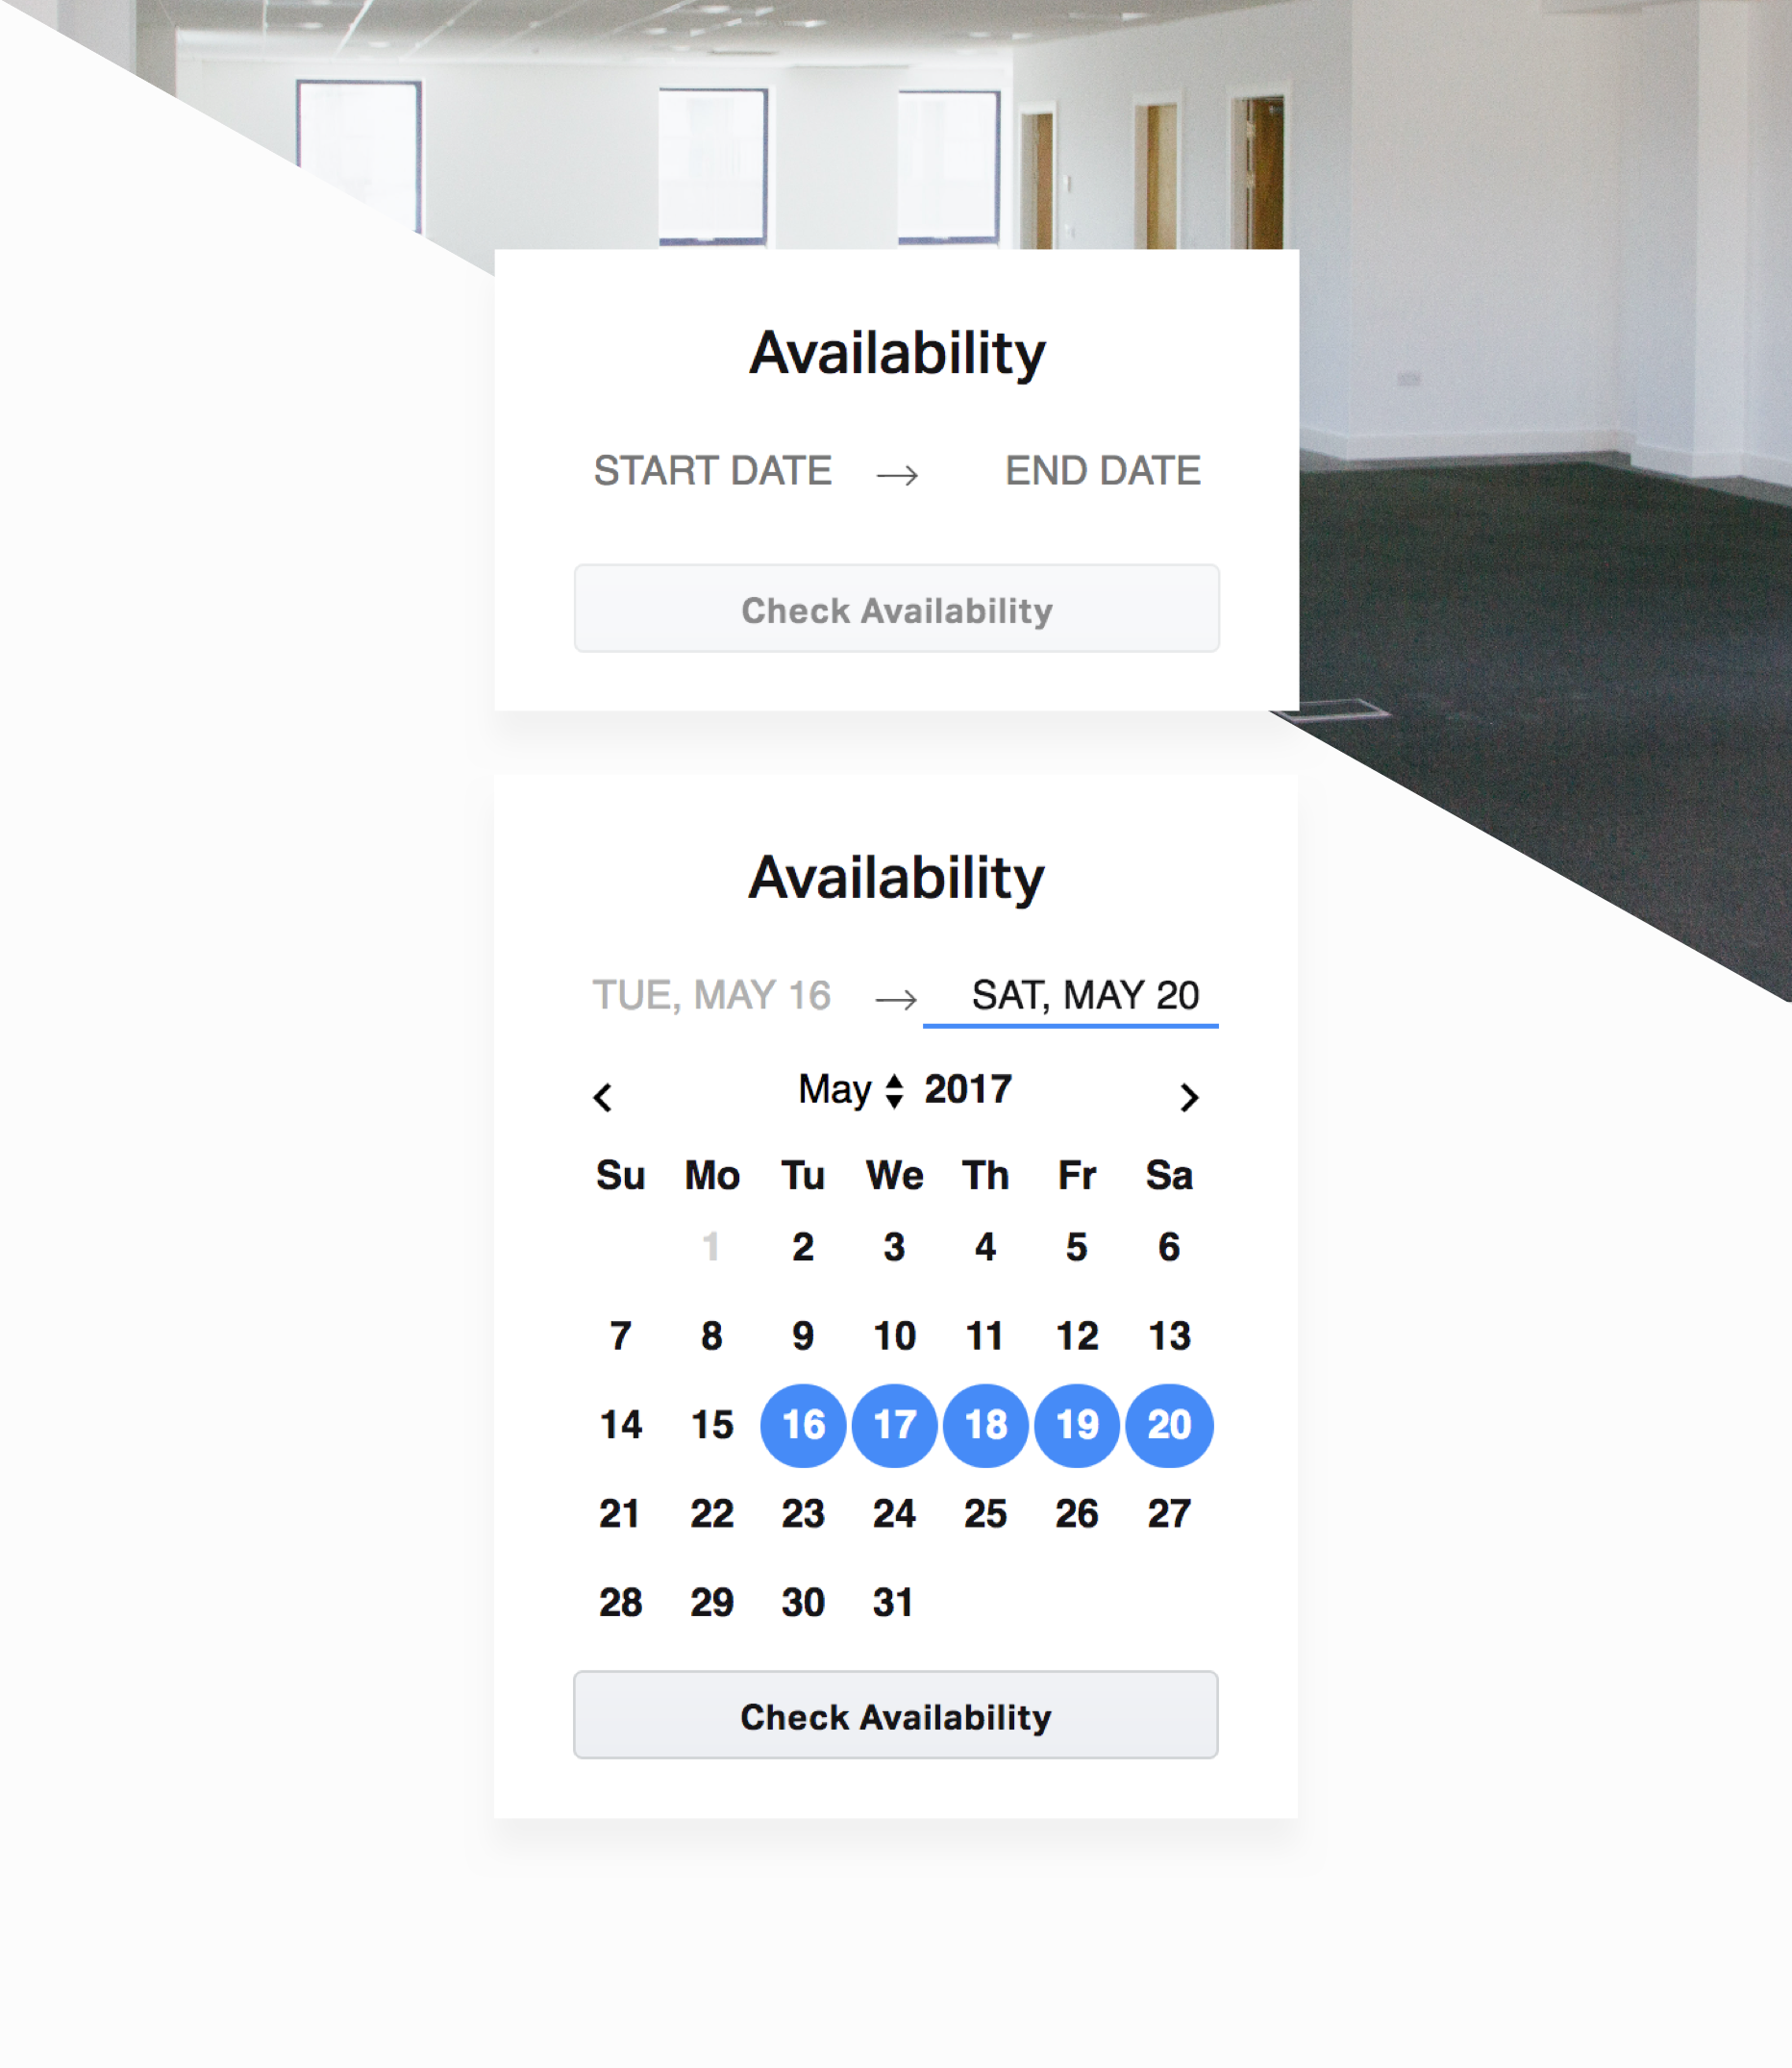 Availability
START DATE → END DATE
Check Availability
Availability
TUE, MAY 16 → SAT, MAY 20
May 2017
Su Mo Tu We Th Fr Sa
1 2 3 4 5 6
7 8 9 10 11 12 13
14 15 16 17 18 19 20
21 22 23 24 25 26 27
28 29 30 31
Check Availability